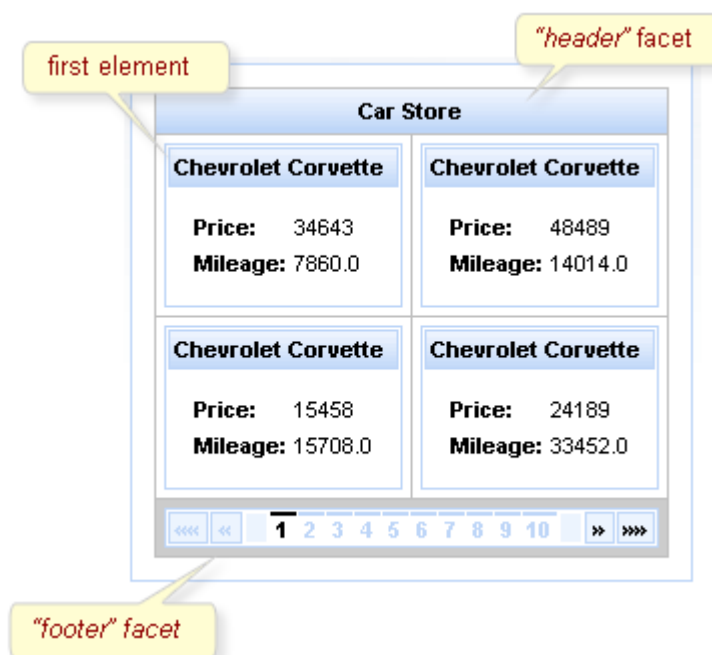 "header" facet
first element
Car Store
Chevrolet Corvette
Price: 34643
Mileage: 7860.0
Chevrolet Corvette
Price: 48489
Mileage: 14014.0
Chevrolet Corvette
Price: 15458
Mileage: 15708.0
Chevrolet Corvette
Price: 24189
Mileage: 33452.0
«« « 1 2 3 4 5 6 7 8 9 10 » »»
"footer" facet